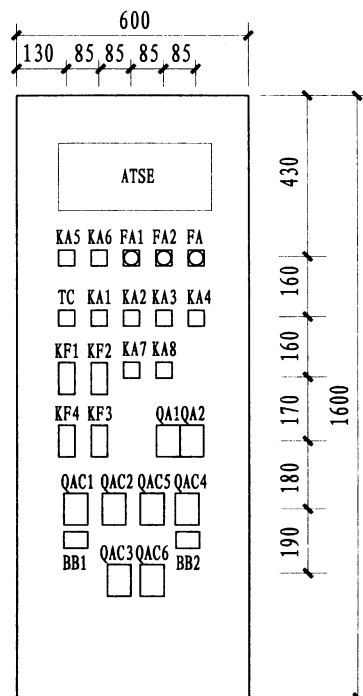 600
130 85 85 85 85
ATSE
430
KA5 KA6 FA1 FA2 FA
160
TC KA1 KA2 KA3 KA4
160
KF1 KF2 KA7 KA8
170
1600
KF4 KF3 QA1 QA2
180
QAC1 QAC2 QAC5 QAC4
190
BB1 QAC3 QAC6 BB2